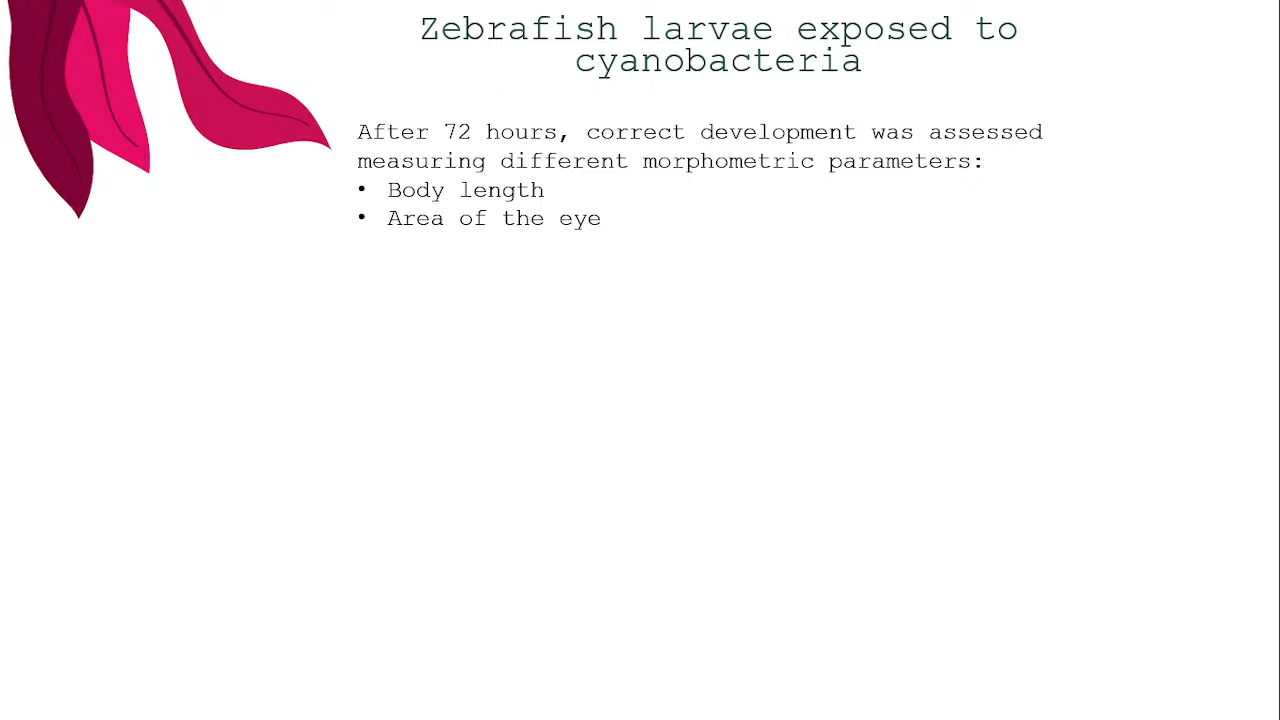 Zebrafish larvae exposed to
cyanobacteria
After 72 hours, correct development was assessed
measuring different morphometric parameters:
• Body length
• Area of the eye